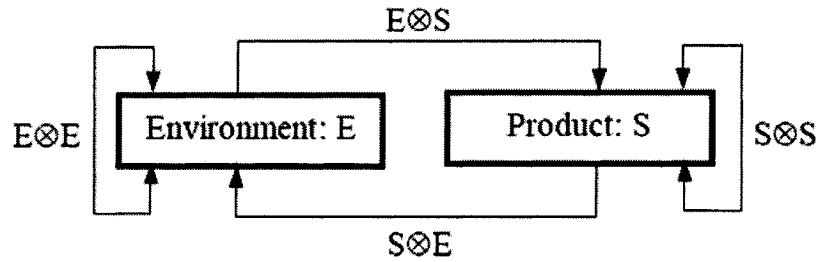 E⊗S
Environment: E
Product: S
E⊗E
S⊗S
S⊗E